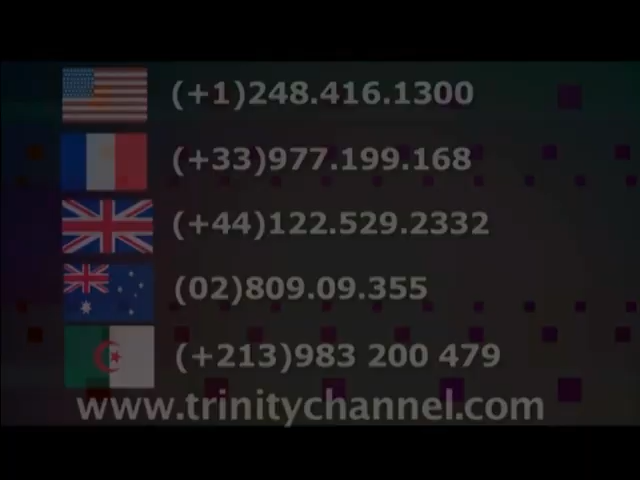 (+1)248.416.1300
(+33)977.199.168
(+44)122.529.2332
(02)809.09.355
(+213)983 200 479
www.trinitychannel.com